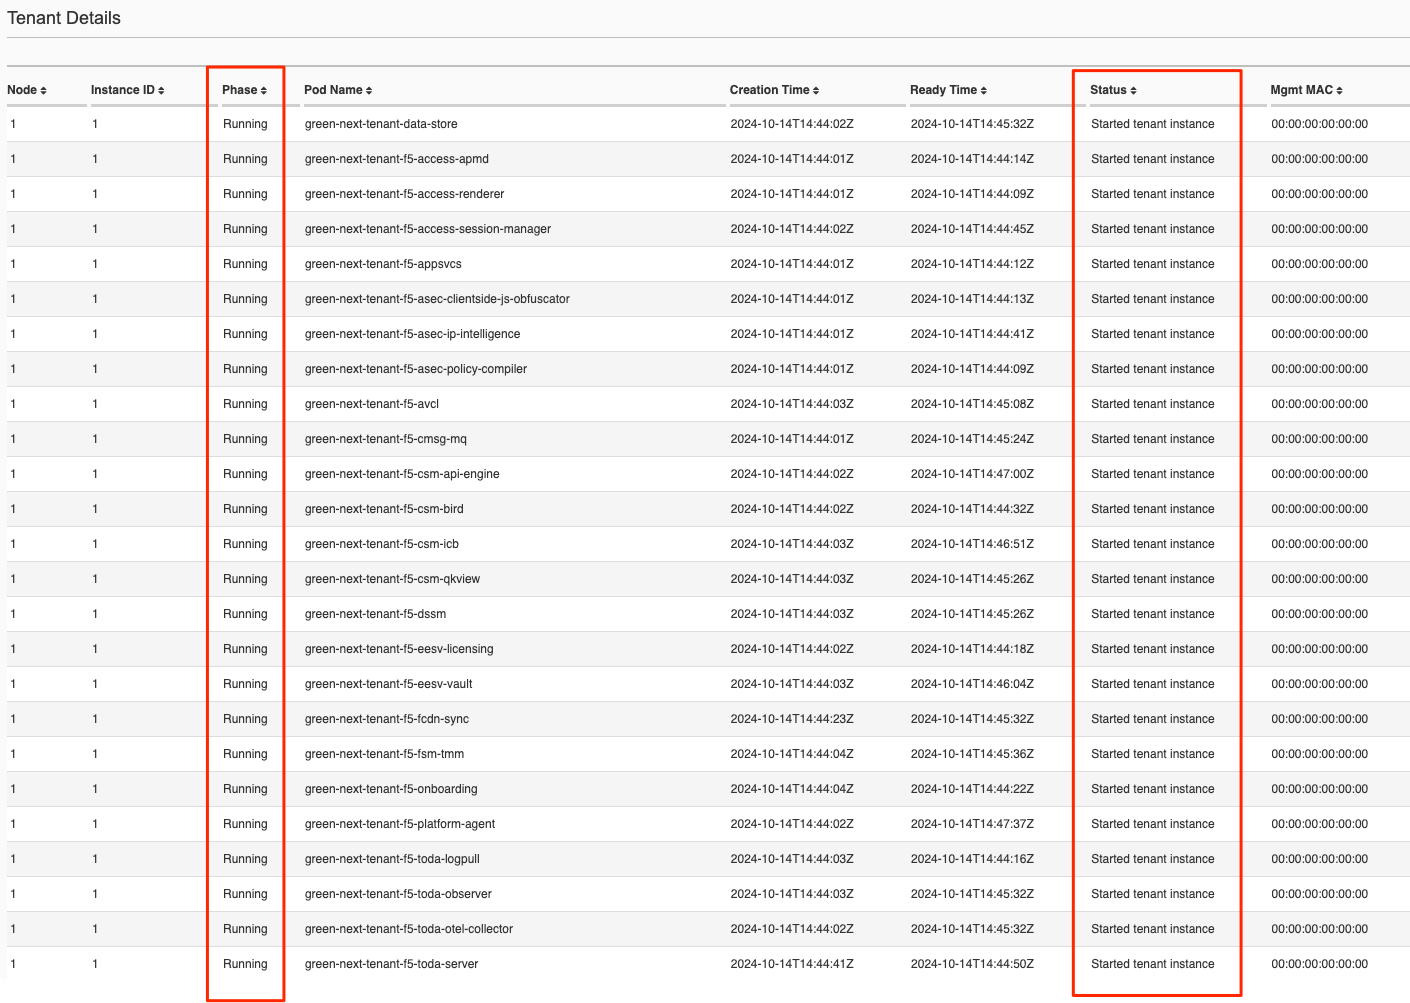 Tenant Details
Node Instance ID Phase Pod Name Creation Time Ready Time Status Mgmt MAC
1 1 Running green-next-tenant-data-store 2024-10-14T14:44:02Z 2024-10-14T14:45:32Z Started tenant instance 00:00:00:00:00:00
1 1 Running green-next-tenant-f5-access-apmd 2024-10-14T14:44:01Z 2024-10-14T14:44:14Z Started tenant instance 00:00:00:00:00:00
1 1 Running green-next-tenant-f5-access-renderer 2024-10-14T14:44:01Z 2024-10-14T14:44:09Z Started tenant instance 00:00:00:00:00:00
1 1 Running green-next-tenant-f5-access-session-manager 2024-10-14T14:44:02Z 2024-10-14T14:44:45Z Started tenant instance 00:00:00:00:00:00
1 1 Running green-next-tenant-f5-appsvcs 2024-10-14T14:44:01Z 2024-10-14T14:44:12Z Started tenant instance 00:00:00:00:00:00
1 1 Running green-next-tenant-f5-asec-clientside-js-obfuscator 2024-10-14T14:44:01Z 2024-10-14T14:44:13Z Started tenant instance 00:00:00:00:00:00
1 1 Running green-next-tenant-f5-asec-ip-intelligence 2024-10-14T14:44:01Z 2024-10-14T14:44:41Z Started tenant instance 00:00:00:00:00:00
1 1 Running green-next-tenant-f5-asec-policy-compiler 2024-10-14T14:44:01Z 2024-10-14T14:44:09Z Started tenant instance 00:00:00:00:00:00
1 1 Running green-next-tenant-f5-avcl 2024-10-14T14:44:03Z 2024-10-14T14:45:08Z Started tenant instance 00:00:00:00:00:00
1 1 Running green-next-tenant-f5-cmsg-mq 2024-10-14T14:44:01Z 2024-10-14T14:45:24Z Started tenant instance 00:00:00:00:00:00
1 1 Running green-next-tenant-f5-csm-api-engine 2024-10-14T14:44:02Z 2024-10-14T14:47:00Z Started tenant instance 00:00:00:00:00:00
1 1 Running green-next-tenant-f5-csm-bird 2024-10-14T14:44:02Z 2024-10-14T14:44:32Z Started tenant instance 00:00:00:00:00:00
1 1 Running green-next-tenant-f5-csm-icb 2024-10-14T14:44:03Z 2024-10-14T14:46:51Z Started tenant instance 00:00:00:00:00:00
1 1 Running green-next-tenant-f5-csm-qkview 2024-10-14T14:44:03Z 2024-10-14T14:45:26Z Started tenant instance 00:00:00:00:00:00
1 1 Running green-next-tenant-f5-dssm 2024-10-14T14:44:03Z 2024-10-14T14:45:26Z Started tenant instance 00:00:00:00:00:00
1 1 Running green-next-tenant-f5-eesv-licensing 2024-10-14T14:44:02Z 2024-10-14T14:44:18Z Started tenant instance 00:00:00:00:00:00
1 1 Running green-next-tenant-f5-eesv-vault 2024-10-14T14:44:03Z 2024-10-14T14:46:04Z Started tenant instance 00:00:00:00:00:00
1 1 Running green-next-tenant-f5-fcdn-sync 2024-10-14T14:44:23Z 2024-10-14T14:45:32Z Started tenant instance 00:00:00:00:00:00
1 1 Running green-next-tenant-f5-fsm-tmm 2024-10-14T14:44:04Z 2024-10-14T14:45:36Z Started tenant instance 00:00:00:00:00:00
1 1 Running green-next-tenant-f5-onboarding 2024-10-14T14:44:04Z 2024-10-14T14:44:22Z Started tenant instance 00:00:00:00:00:00
1 1 Running green-next-tenant-f5-platform-agent 2024-10-14T14:44:02Z 2024-10-14T14:47:37Z Started tenant instance 00:00:00:00:00:00
1 1 Running green-next-tenant-f5-toda-logpull 2024-10-14T14:44:03Z 2024-10-14T14:44:16Z Started tenant instance 00:00:00:00:00:00
1 1 Running green-next-tenant-f5-toda-observer 2024-10-14T14:44:03Z 2024-10-14T14:45:32Z Started tenant instance 00:00:00:00:00:00
1 1 Running green-next-tenant-f5-toda-otel-collector 2024-10-14T14:44:02Z 2024-10-14T14:45:32Z Started tenant instance 00:00:00:00:00:00
1 1 Running green-next-tenant-f5-toda-server 2024-10-14T14:44:41Z 2024-10-14T14:44:50Z Started tenant instance 00:00:00:00:00:00